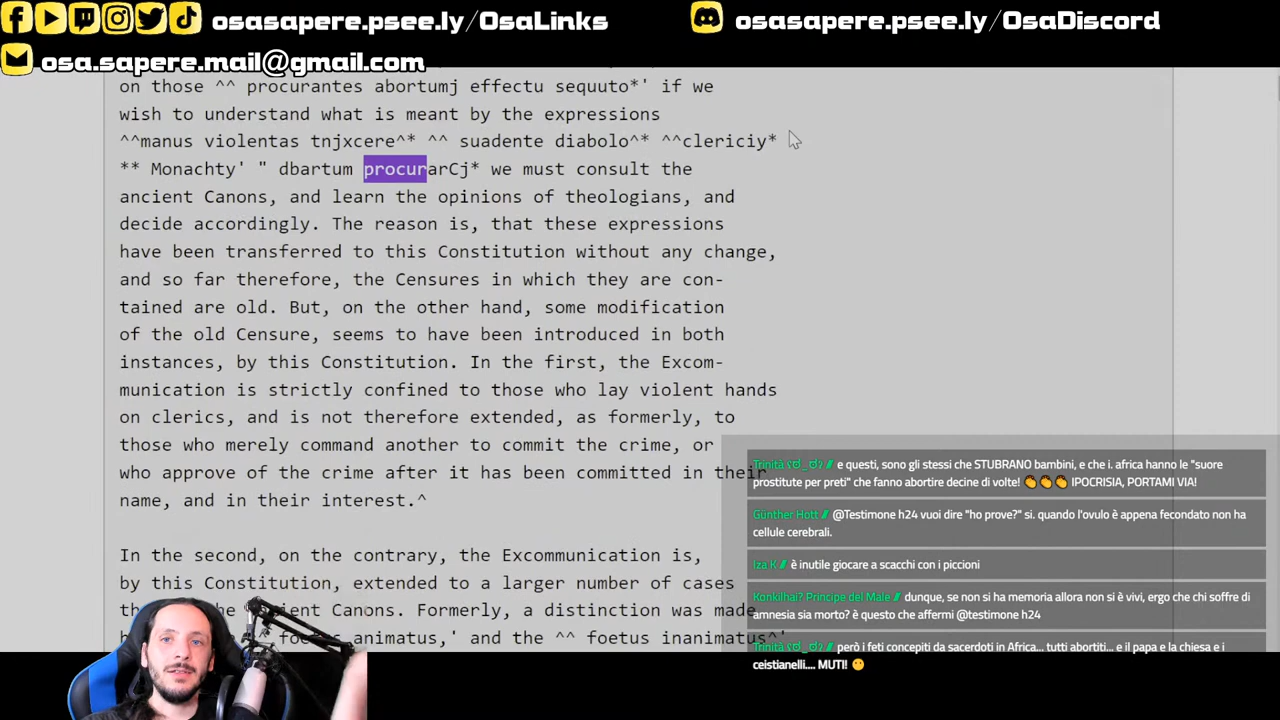 osasapere.psee.ly/OsaLinks
osasapere.psee.ly/OsaDiscord
osa.sapere.mail@gmail.com
on those ^^ procurantes abortumj effectu sequuto*' if we
wish to understand what is meant by the expressions
^^manus violentas tnjxcere^* ^^ suadente diabolo^* ^^clericiy*
** Monachty' " dbartum procurarCj* we must consult the
ancient Canons, and learn the opinions of theologians, and
decide accordingly. The reason is, that these expressions
have been transferred to this Constitution without any change,
and so far therefore, the Censures in which they are con-
tained are old. But, on the other hand, some modification
of the old Censure, seems to have been introduced in both
instances, by this Constitution. In the first, the Excom-
munication is strictly confined to those who lay violent hands
on clerics, and is not therefore extended, as formerly, to
those who merely command another to commit the crime, or
who approve of the crime after it has been committed in their
name, and in their interest.^
In the second, on the contrary, the Excommunication is,
by this Constitution, extended to a larger number of cases
Canons. Formerly, a distinction was made
animatus,' and the ^^ foetus inanimatus^'
Trinità e questi, sono gli stessi che STUBRANO bambini, e che i. africa hanno le "suore
prostitute per preti" che fanno abortire decine di volte! 👏👏👏 IPOCRISIA, PORTAMI VIA!
Günther Hott @Testimone h24 vuoi dire "ho prove?" si. quando l'ovulo è appena fecondato non ha
cellule cerebrali.
Iza K è inutile giocare a scacchi con i piccioni
Konkilhai? Principe del Male dunque, se non si ha memoria allora non si è vivi, ergo che chi soffre di
amnesia sia morto? è questo che affermi @testimone h24
Trinità però i feti concepiti da sacerdoti in Africa... tutti abortiti... e il papa e la chiesa e i
ceistianelli.... MUTI!